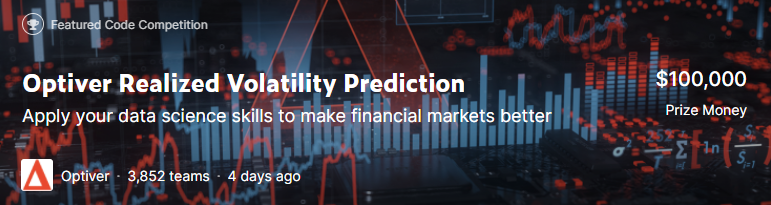 Featured Code Competition
Optiver Realized Volatility Prediction
$100,000
Apply your data science skills to make financial markets better
Prize Money
Optiver · 3,852 teams · 4 days ago